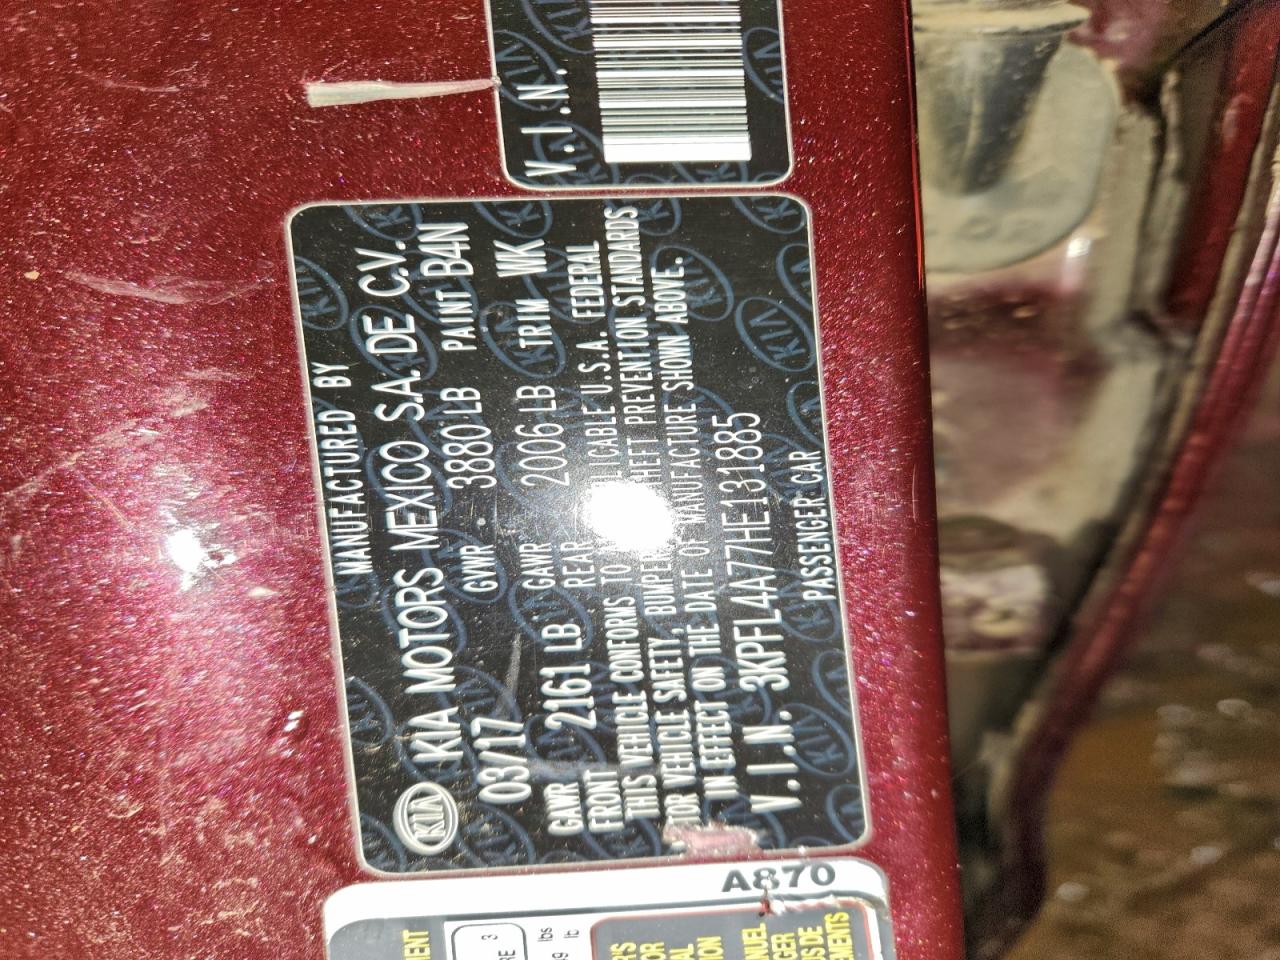 V.I.N.
MANUFACTURED BY
KIA KIA MOTORS MEXICO S.A. DE C.V.
03/17 GVWR 3880 LB PAINT B4N
GAWR FRONT 2161 LB GAWR REAR 2006 LB TRIM WK
THIS VEHICLE CONFORMS TO U.S.A. FEDERAL
VEHICLE SAFETY, PREVENTION STANDARDS
IN EFFECT ON THE DATE OF MANUFACTURE SHOWN ABOVE.
V.I.N. 3KPFL4A77HE131885
PASSENGER CAR
A870